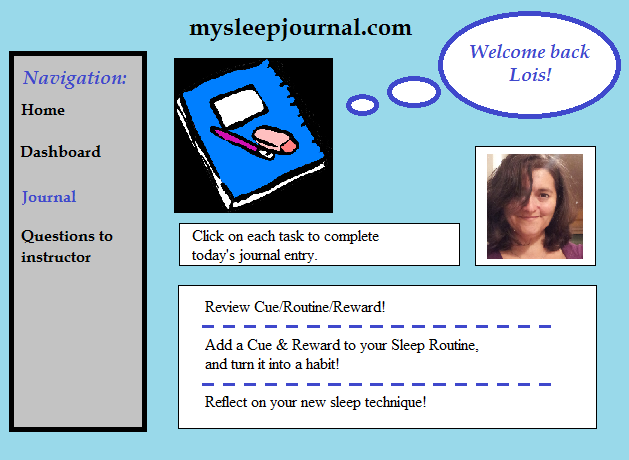 mysleepjournal.com
Welcome back
Lois!
Navigation:
Home
Dashboard
Journal
Questions to
instructor
Click on each task to complete
today's journal entry.
Review Cue/Routine/Reward!
Add a Cue & Reward to your Sleep Routine,
and turn it into a habit!
Reflect on your new sleep technique!